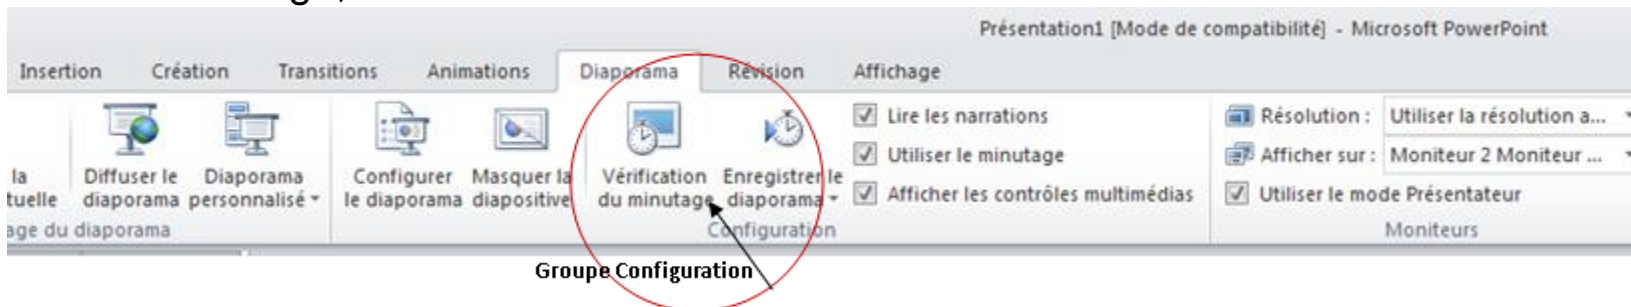 Présentation1 [Mode de compatibilité] - Microsoft PowerPoint
Insertion Création Transitions Animations Diaporama Révision Affichage
la
tuelle
Diffuser le
diaporama
Diaporama
personnalisé
Configurer
le diaporama
Masquer la
diapositive
Vérification
du minutage
Enregistrer le
diaporama
Lire les narrations
Utiliser le minutage
Afficher les contrôles multimédias
Résolution : Utiliser la résolution a...
Afficher sur : Moniteur 2 Moniteur ...
Utiliser le mode Présentateur
age du diaporama
Configuration
Moniteurs
Groupe Configuration